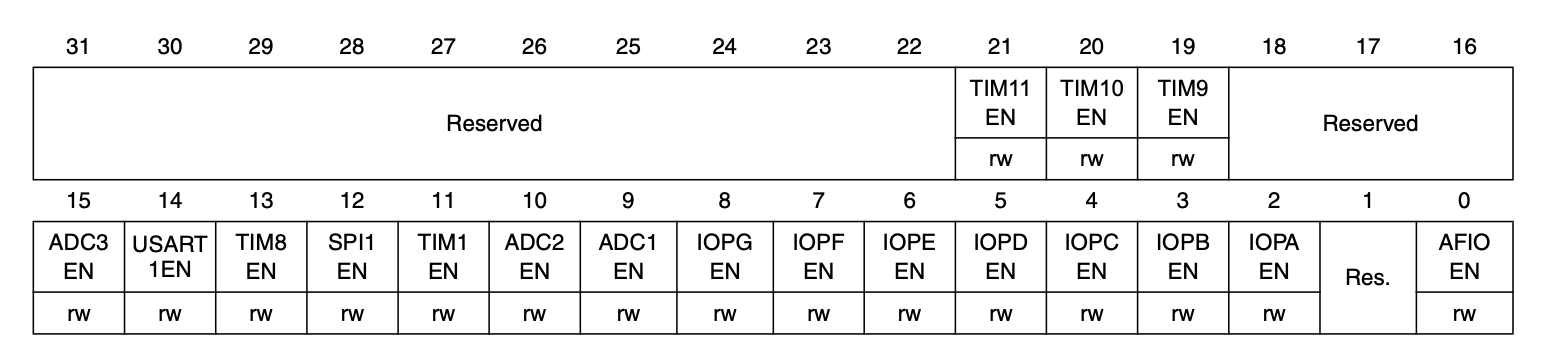 31 30 29 28 27 26 25 24 23 22 21 20 19 18 17 16
Reserved TIM11 EN TIM10 EN TIM9 EN Reserved
rw rw rw
15 14 13 12 11 10 9 8 7 6 5 4 3 2 1 0
ADC3 USART TIM8 SPI1 TIM1 ADC2 ADC1 IOPG IOPF IOPE IOPD IOPC IOPB IOPA Res. AFIO
EN 1EN EN EN EN EN EN EN EN EN EN EN EN EN EN
rw rw rw rw rw rw rw rw rw rw rw rw rw rw rw